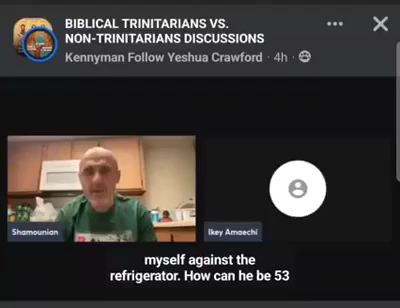 BIBLICAL TRINITARIANS VS.
NON-TRINITARIANS DISCUSSIONS
Kennyman Follow Yeshua Crawford · 4h ·
Shamounian
Ikey Amaechi
myself against the
refrigerator. How can he be 53